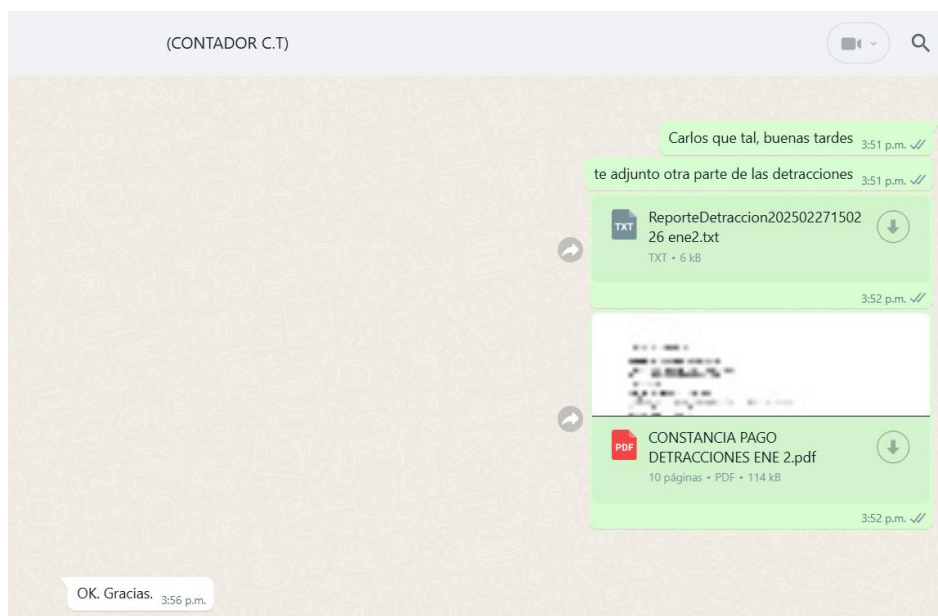 (CONTADOR C.T)
Carlos que tal, buenas tardes 3:51 p.m.
te adjunto otra parte de las detracciones 3:51 p.m.
TXT
ReporteDetraccion202502271502
26 ene2.txt
TXT • 6 kB
3:52 p.m.
PDF
CONSTANCIA PAGO
DETRACCIONES ENE 2.pdf
10 páginas • PDF • 114 kB
3:52 p.m.
OK. Gracias. 3:56 p.m.